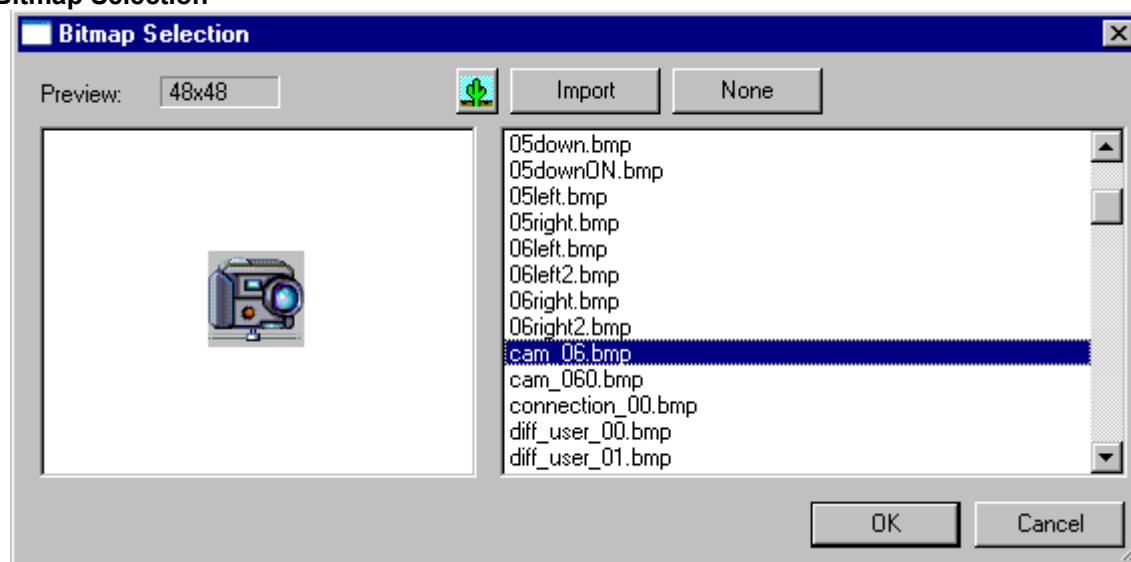 Bitmap Selection
Bitmap Selection
Preview: 48x48 Import None
05down.bmp
05downON.bmp
05left.bmp
05right.bmp
06left.bmp
06left2.bmp
06right.bmp
06right2.bmp
cam_06.bmp
cam_060.bmp
connection_00.bmp
diff_user_00.bmp
diff_user_01.bmp
OK Cancel